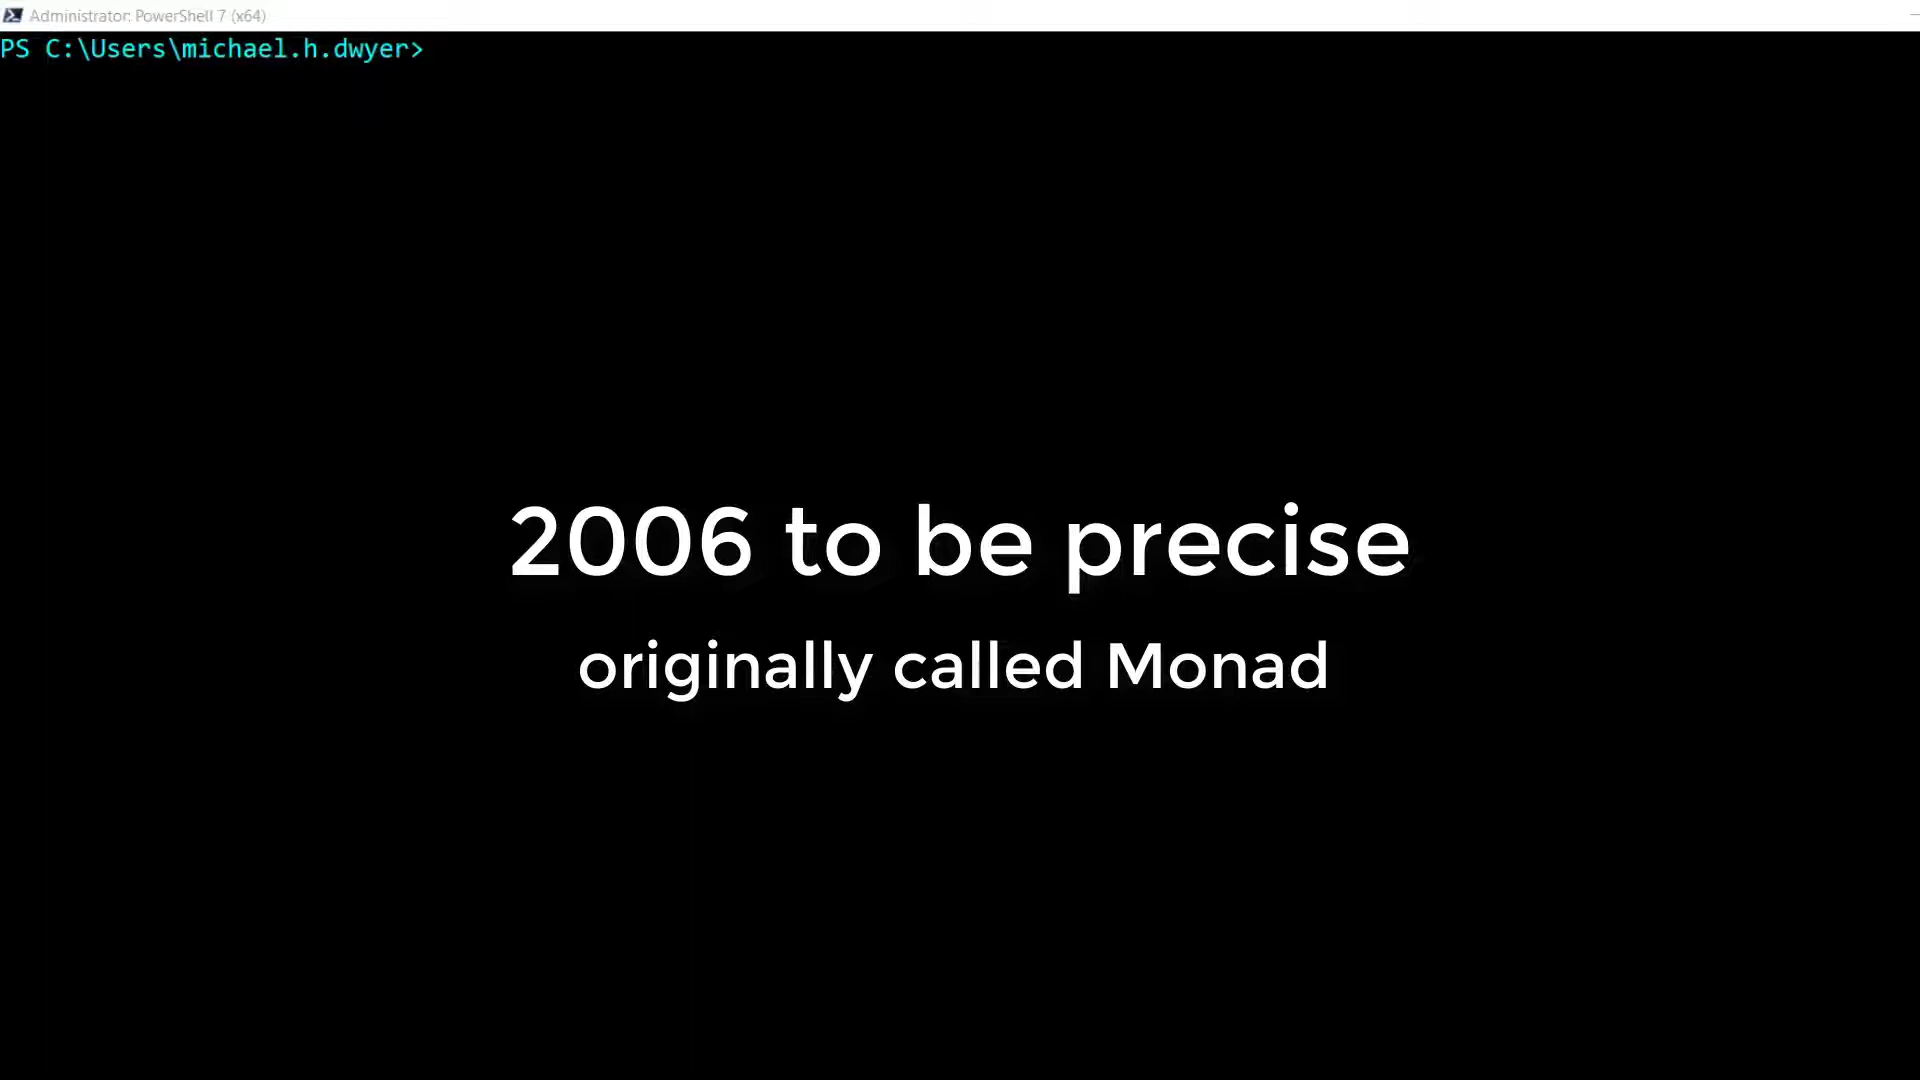 Administrator: PowerShell 7 (x64)
PS C:\Users\michael.h.dwyer>
2006 to be precise
originally called Monad